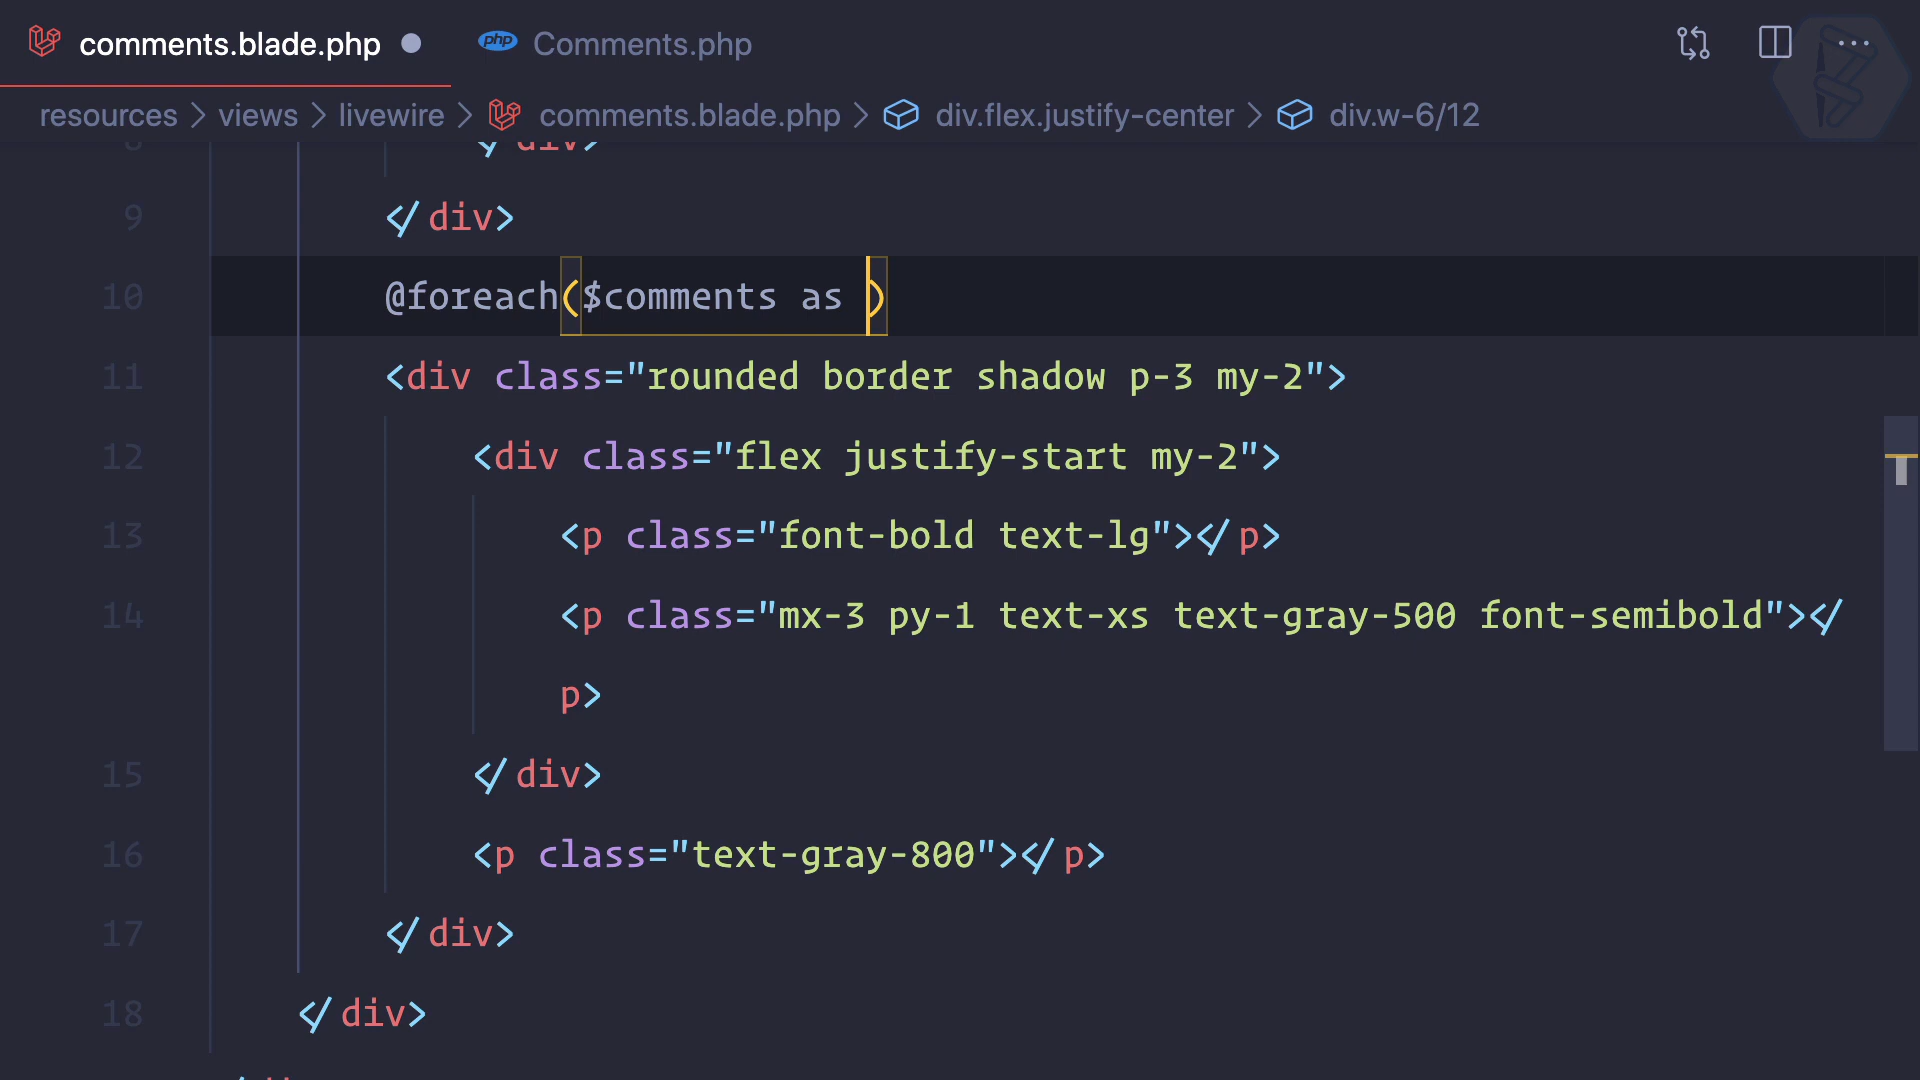 comments.blade.php php Comments.php
resources > views > livewire > comments.blade.php > div.flex.justify-center > div.w-6/12
8 </div>
9 </div>
10 @foreach($comments as )
11 <div class="rounded border shadow p-3 my-2">
12 <div class="flex justify-start my-2">
13 <p class="font-bold text-lg"></p>
14 <p class="mx-3 py-1 text-xs text-gray-500 font-semibold"></
p>
15 </div>
16 <p class="text-gray-800"></p>
17 </div>
18 </div>